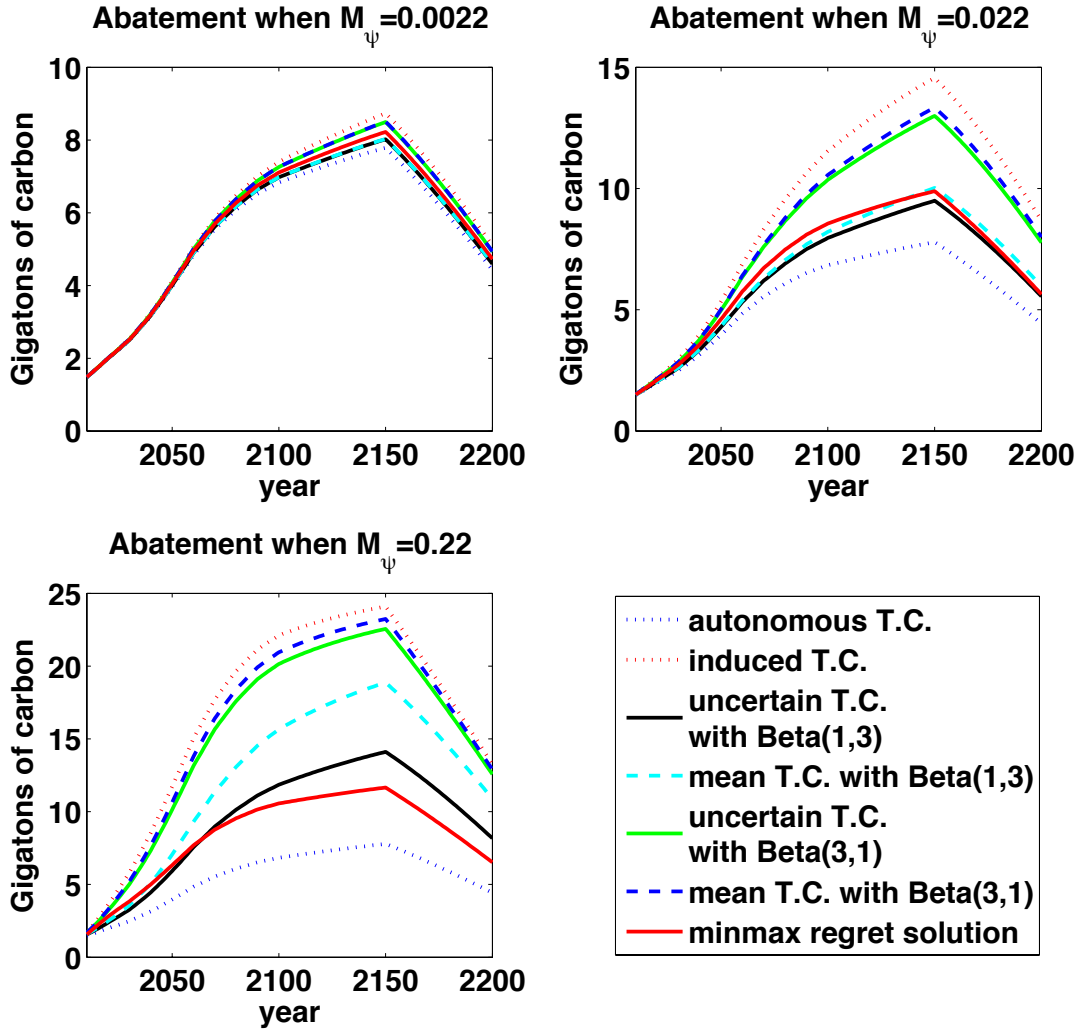 Abatement when Mψ=0.0022
Gigatons of carbon
10
8
6
4
2
0
2050 2100 2150 2200
year
Abatement when Mψ=0.022
Gigatons of carbon
15
10
5
0
2050 2100 2150 2200
year
Abatement when Mψ=0.22
Gigatons of carbon
25
20
15
10
5
0
2050 2100 2150 2200
year
autonomous T.C.
induced T.C.
uncertain T.C.
with Beta(1,3)
mean T.C. with Beta(1,3)
uncertain T.C.
with Beta(3,1)
mean T.C. with Beta(3,1)
minmax regret solution